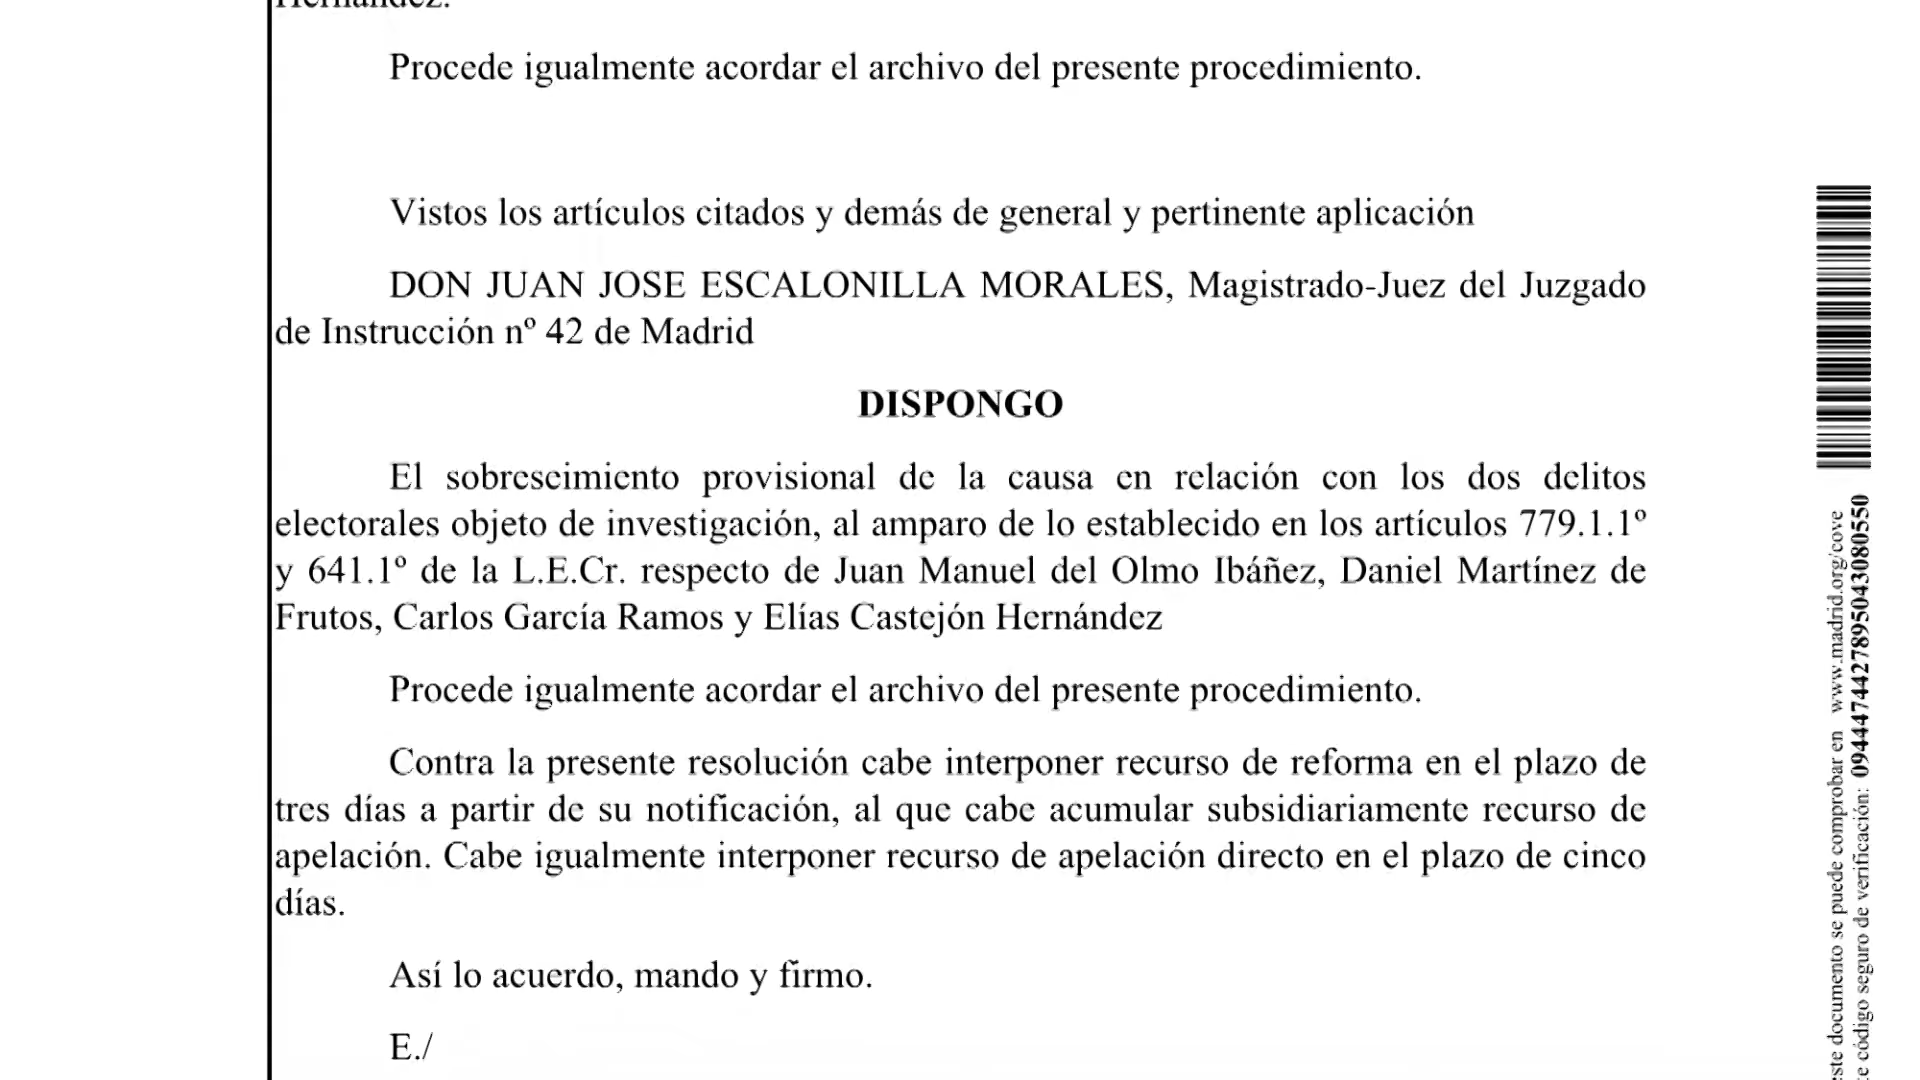 Hernández.
Procede igualmente acordar el archivo del presente procedimiento.
Vistos los artículos citados y demás de general y pertinente aplicación
DON JUAN JOSE ESCALONILLA MORALES, Magistrado-Juez del Juzgado
de Instrucción nº 42 de Madrid
DISPONGO
El sobreseimiento provisional de la causa en relación con los dos delitos
electorales objeto de investigación, al amparo de lo establecido en los artículos 779.1.1º
y 641.1º de la L.E.Cr. respecto de Juan Manuel del Olmo Ibáñez, Daniel Martínez de
Frutos, Carlos García Ramos y Elías Castejón Hernández
Procede igualmente acordar el archivo del presente procedimiento.
Contra la presente resolución cabe interponer recurso de reforma en el plazo de
tres días a partir de su notificación, al que cabe acumular subsidiariamente recurso de
apelación. Cabe igualmente interponer recurso de apelación directo en el plazo de cinco
días.
Así lo acuerdo, mando y firmo.
E./
ste documento se puede comprobar en www.madrid.org/cove
e código seguro de verificación: 0944474427895043080550